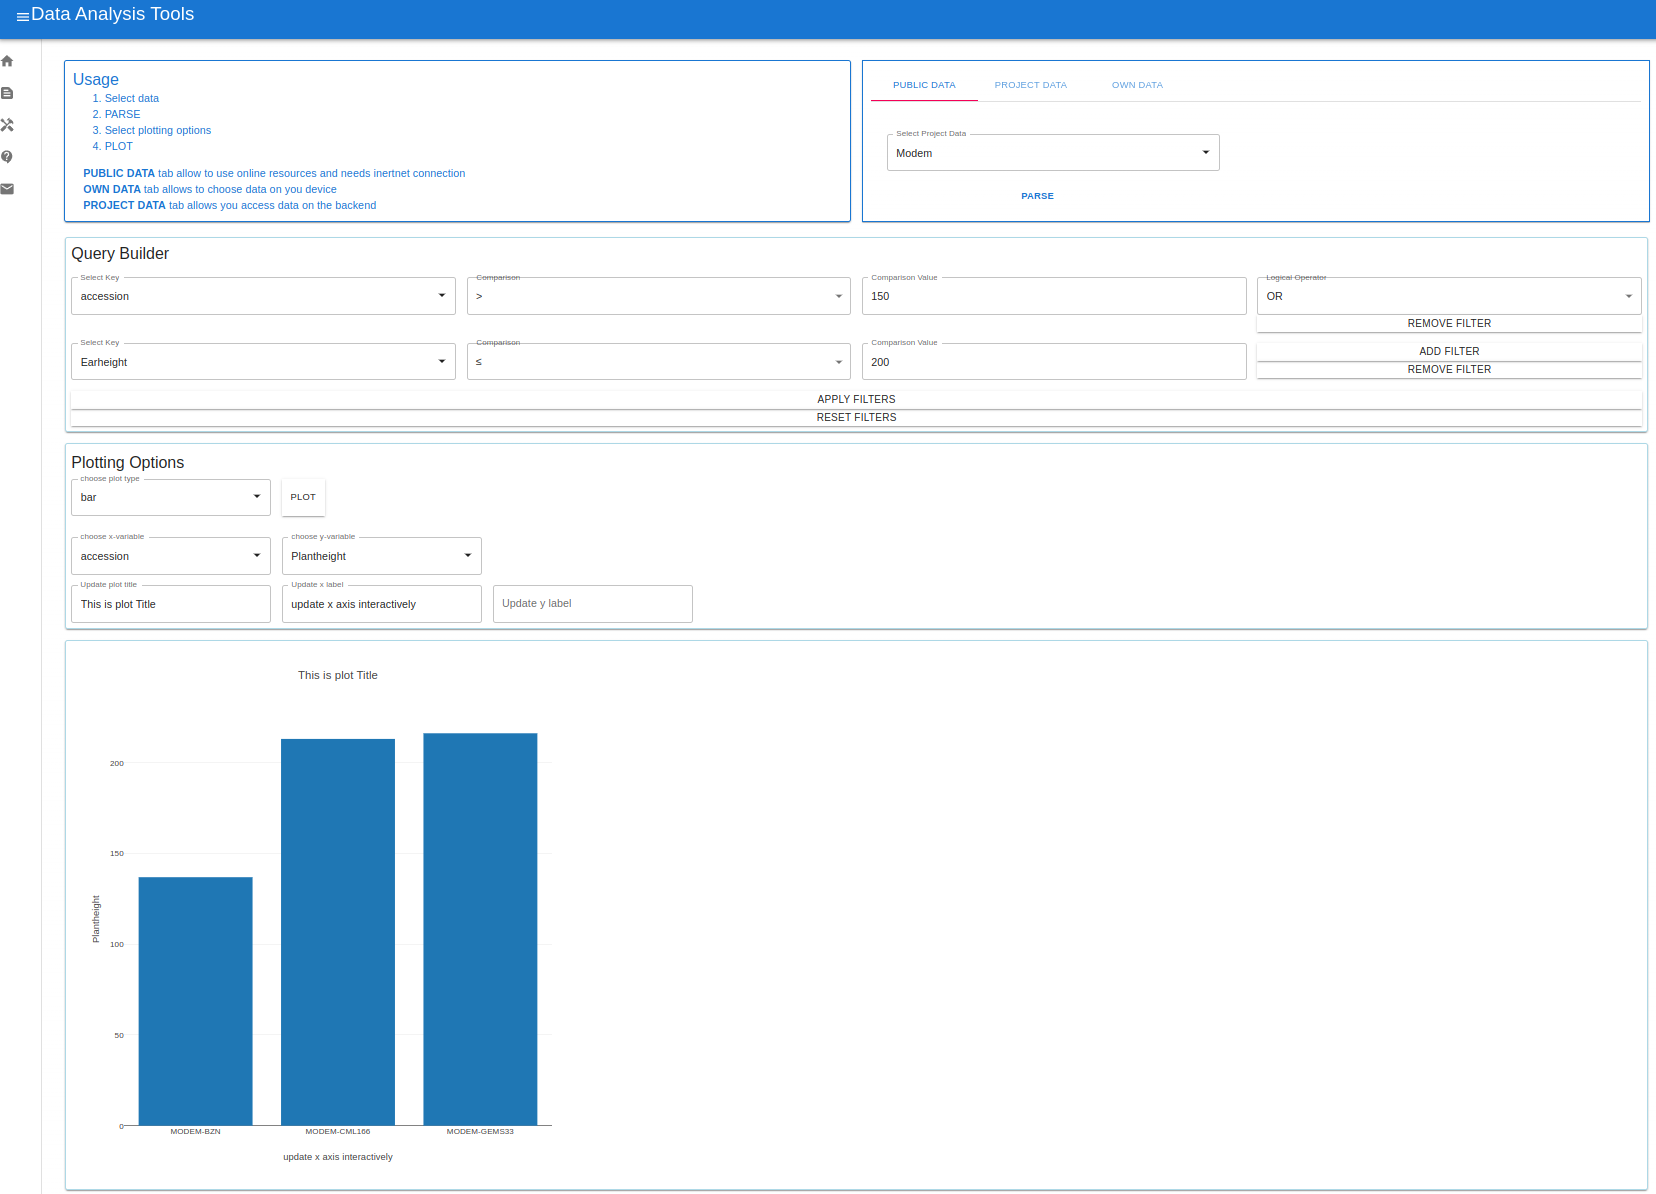 Data Analysis Tools
Usage
1. Select data
2. PARSE
3. Select plotting options
4. PLOT
PUBLIC DATA tab allow to use online resources and needs inertnet connection
OWN DATA tab allows to choose data on you device
PROJECT DATA tab allows you access data on the backend
PUBLIC DATA PROJECT DATA OWN DATA
Select Project Data
Modem
PARSE
Query Builder
Select Key Comparison Comparison Value Logical Operator
accession > 150 OR
REMOVE FILTER
Select Key Comparison Comparison Value
Earheight ≤ 200
ADD FILTER
REMOVE FILTER
APPLY FILTERS
RESET FILTERS
Plotting Options
choose plot type
bar PLOT
choose x-variable choose y-variable
accession Plantheight
Update plot title Update x label
This is plot Title update x axis interactively Update y label
This is plot Title
200
150
100
50
0
Plantheight
MODEM-BZN MODEM-CML166 MODEM-GEMS33
update x axis interactively